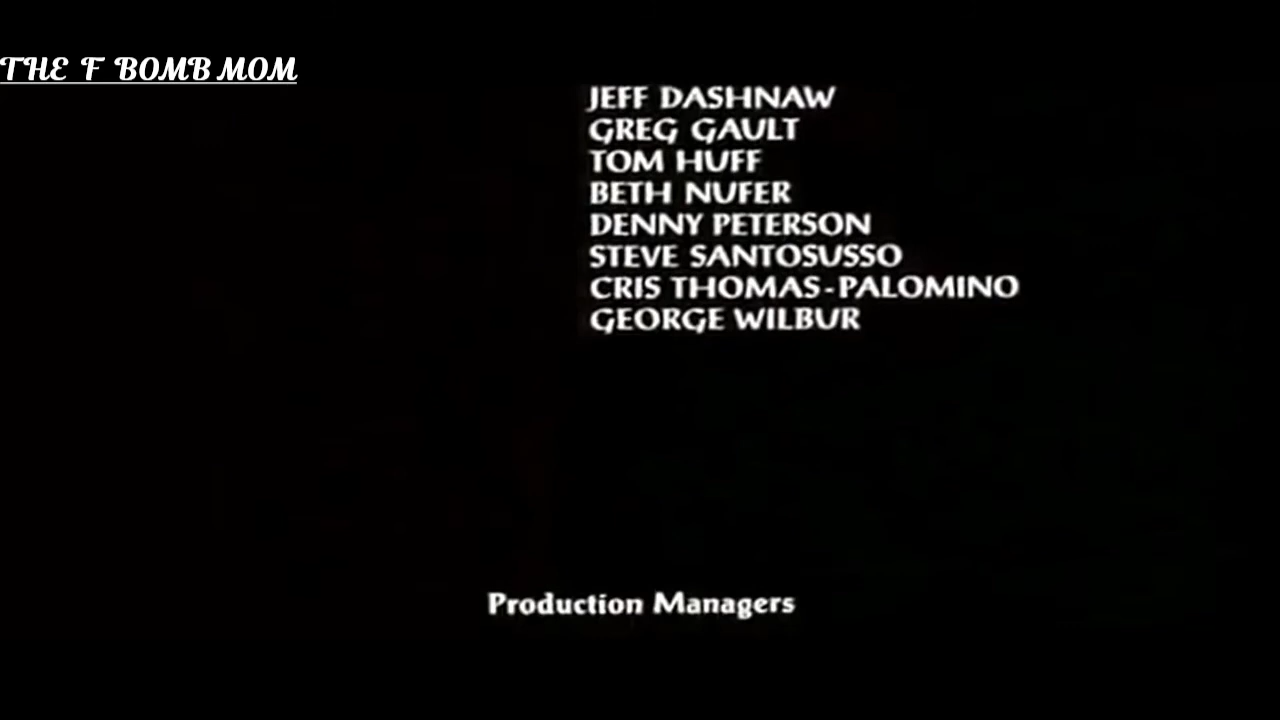 THE F BOMB MOM
JEFF DASHNAW
GREG GAULT
TOM HUFF
BETH NUFER
DENNY PETERSON
STEVE SANTOSUSSO
CRIS THOMAS-PALOMINO
GEORGE WILBUR
Production Managers